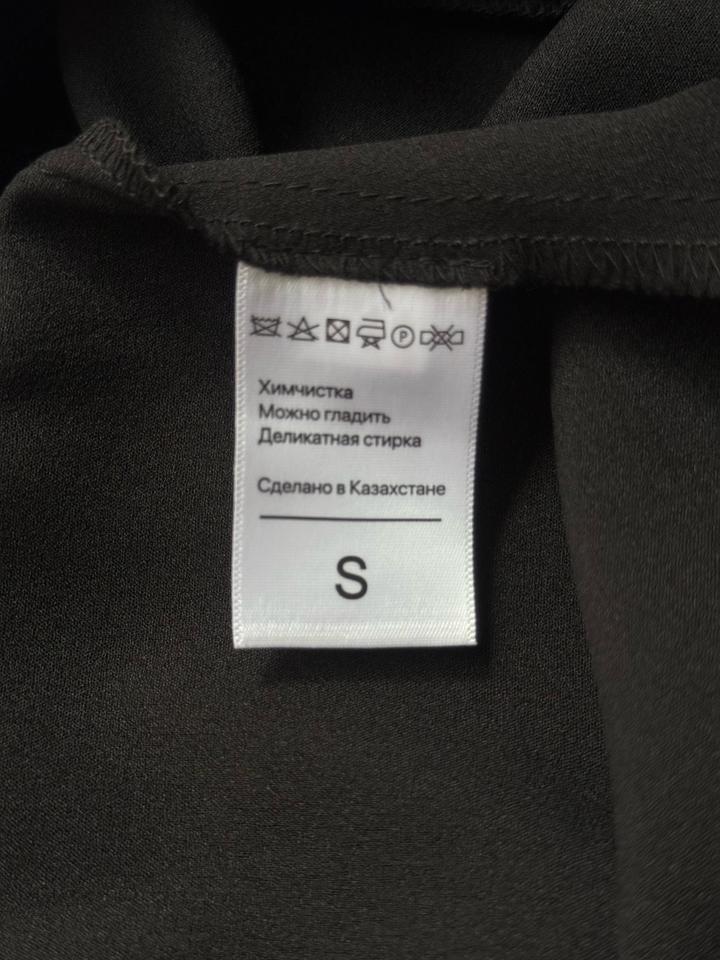 P
Химчистка
Можно гладить
Деликатная стирка
Сделано в Казахстане
S